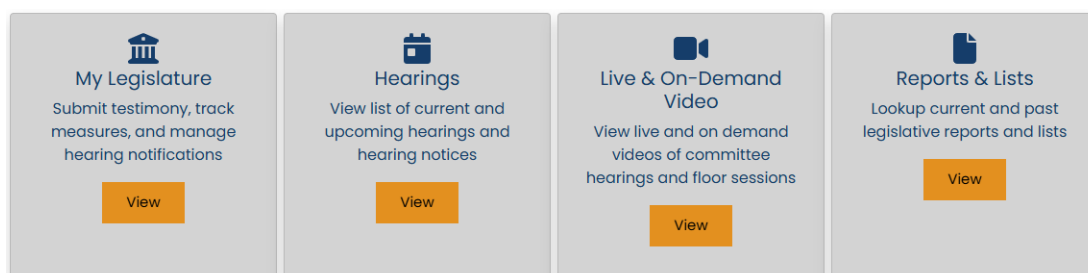 My Legislature
Submit testimony, track
measures, and manage
hearing notifications
View
Hearings
View list of current and
upcoming hearings and
hearing notices
View
Live & On-Demand
Video
View live and on demand
videos of committee
hearings and floor sessions
View
Reports & Lists
Lookup current and past
legislative reports and lists
View